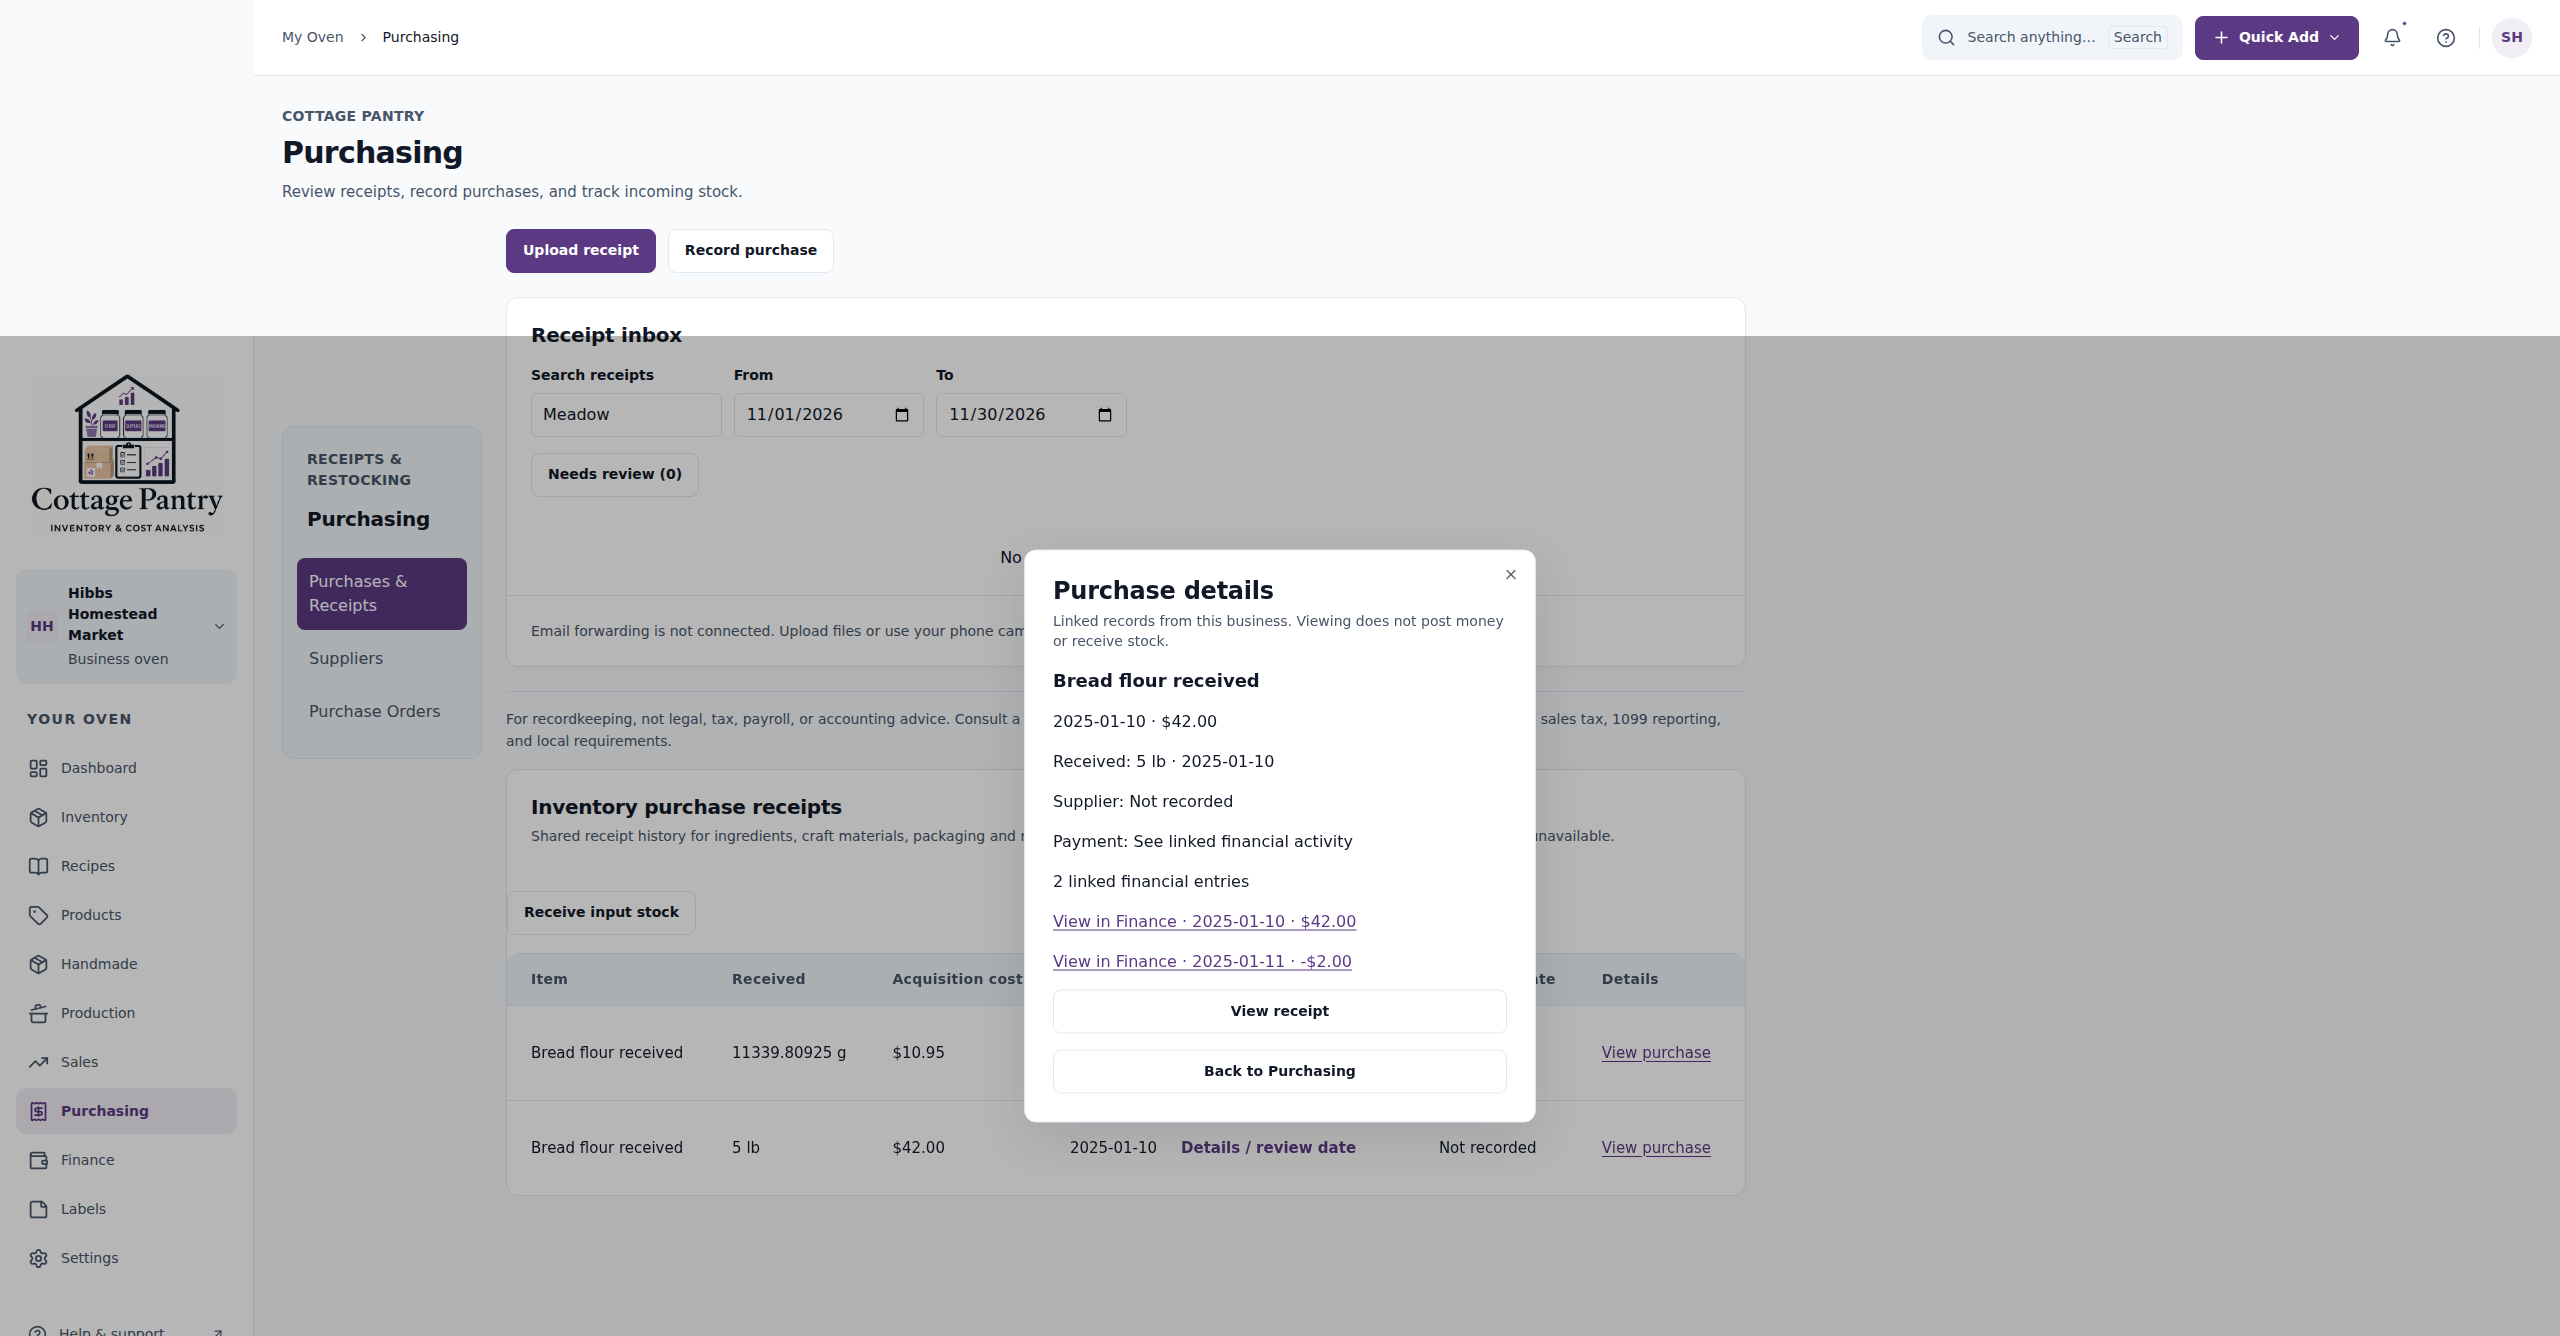 My Oven > Purchasing
Search anything... Search
Quick Add
SH
COTTAGE PANTRY
Purchasing
Review receipts, record purchases, and track incoming stock.
Upload receipt
Record purchase
Receipt inbox
Search receipts From To
Meadow 11/01/2026 11/30/2026
Needs review (0)
No
Email forwarding is not connected. Upload files or use your phone cam
For recordkeeping, not legal, tax, payroll, or accounting advice. Consult a sales tax, 1099 reporting,
and local requirements.
Inventory purchase receipts
Shared receipt history for ingredients, craft materials, packaging and
Receive input stock
Item Received Acquisition cost Details
Bread flour received 11339.80925 g $10.95 View purchase
Bread flour received 5 lb $42.00 2025-01-10 Details / review date Not recorded View purchase
Cottage Pantry
INVENTORY & COST ANALYSIS
HH
Hibbs
Homestead
Market
Business oven
YOUR OVEN
Dashboard
Inventory
Recipes
Products
Handmade
Production
Sales
Purchasing
Finance
Labels
Settings
Help & support
RECEIPTS &
RESTOCKING
Purchasing
Purchases &
Receipts
Suppliers
Purchase Orders
Purchase details
Linked records from this business. Viewing does not post money
or receive stock.
Bread flour received
2025-01-10 · $42.00
Received: 5 lb · 2025-01-10
Supplier: Not recorded
Payment: See linked financial activity
2 linked financial entries
View in Finance · 2025-01-10 · $42.00
View in Finance · 2025-01-11 · -$2.00
View receipt
Back to Purchasing